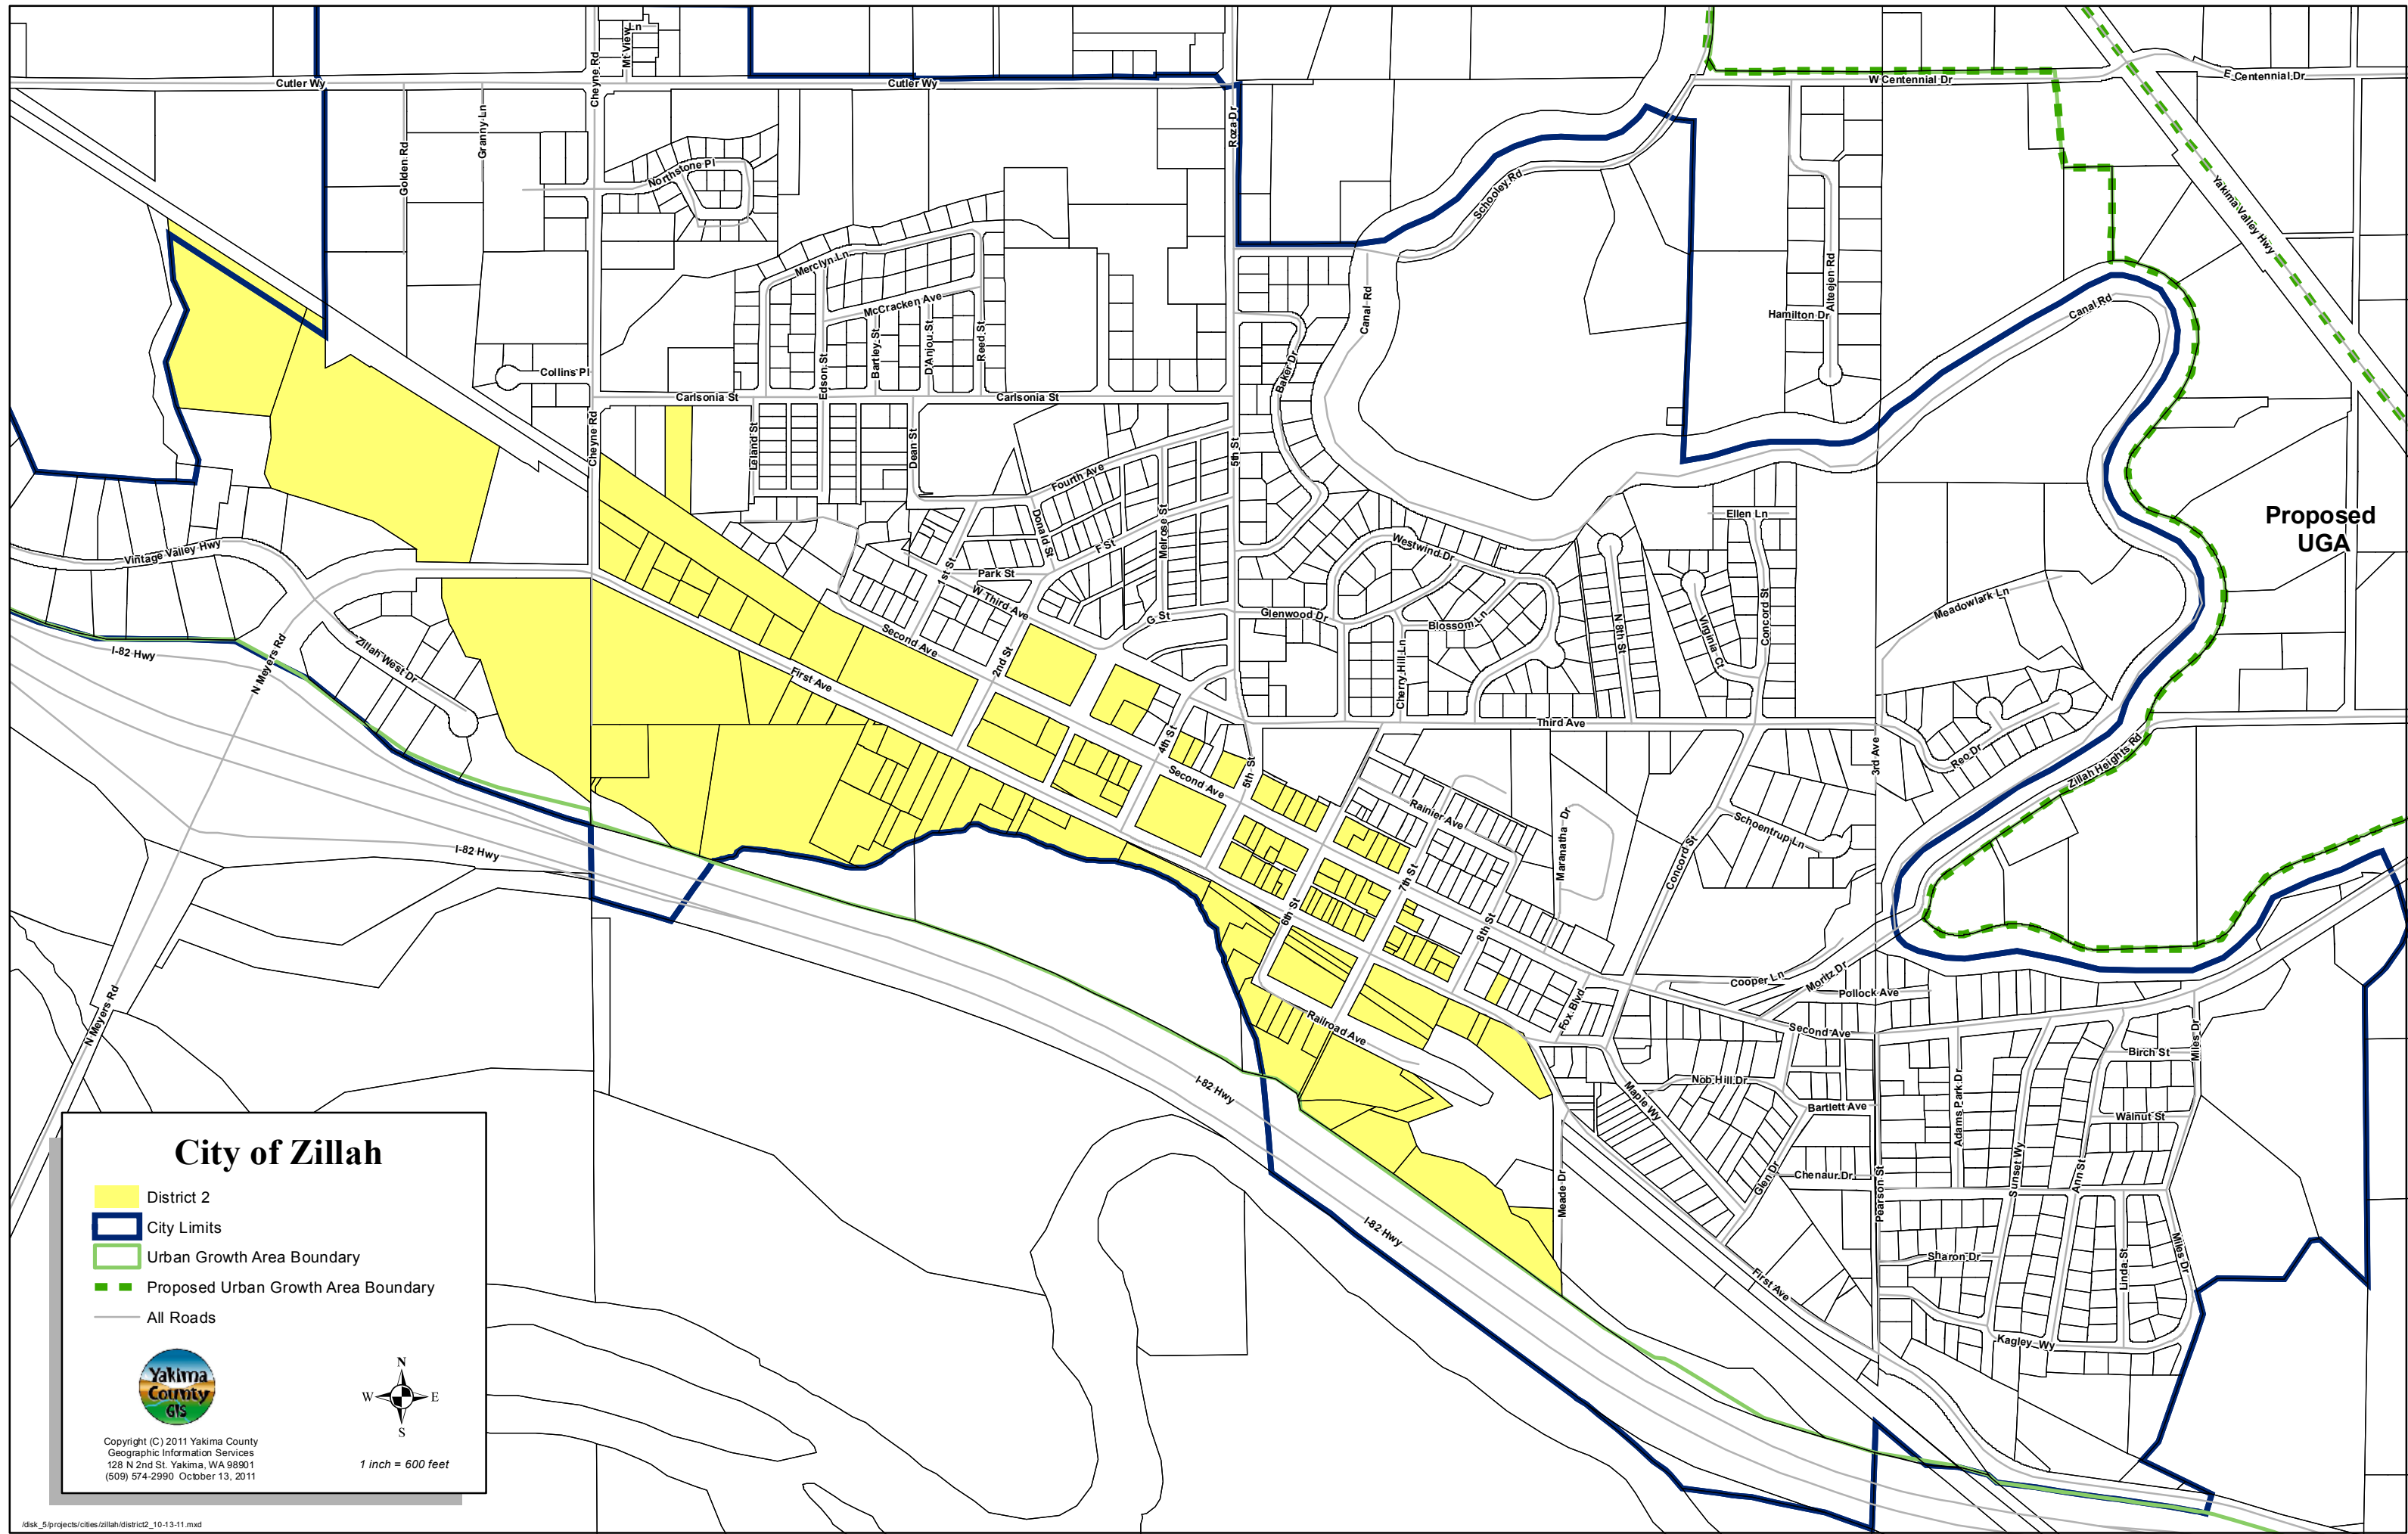 Ln
Mt View
Cheyne Rd
Cutler Wy
Cutler Wy
W Centennial Dr
E Centennial Dr
Roza Dr
Golden Rd
Granny Ln
Northstone Pl
Schooley Rd
Yakima Valley Hwy
Merclyn Ln
McCracken Ave
Canal Rd
Alteejen Rd
Hamilton Dr
Canal Rd
Edson St
Bartley St
D'Anjou St
Reed St
Baker Dr
Collins Pl
Carlsonia St
Carlsonia St
Cheyne Rd
Leland St
Dean St
5th St
Fourth Ave
Donald St
F St
Melrose St
Ellen Ln
Proposed
UGA
Vintage Valley Hwy
Westwind Dr
1st St
Park St
W Third Ave
G St
Glenwood Dr
Blossom Ln
N 8th St
Virginia Ct
Concord St
Meadowlark Ln
I-82 Hwy
N Meyers Rd
Zillah West Dr
Second Ave
2nd St
First Ave
Cherry Hill Ln
Third Ave
4th St
Second Ave
5th St
3rd Ave
Reo Dr
Zillah Heights Rd
Rainier Ave
Maranatha Dr
Schoentrup Ln
Concord St
I-82 Hwy
7th St
6th St
8th St
Cooper Ln
Moritz Dr
Pollock Ave
Fox Blvd
Railroad Ave
Second Ave
N Meyers Rd
Birch St
Miles Dr
I-82 Hwy
Nob Hill Dr
Maple Wy
Bartlett Ave
Adams Park Dr
Walnut St
Glen Dr
Chenaur Dr
Meade Dr
Pearson St
Sunset Wy
Ann St
I-82 Hwy
Sharon Dr
Linda St
Miles Dr
First Ave
Kagley Wy
City of Zillah
District 2
City Limits
Urban Growth Area Boundary
Proposed Urban Growth Area Boundary
All Roads
Yakima
County
GIS
N
W
E
S
Copyright (C) 2011 Yakima County
Geographic Information Services
128 N 2nd St. Yakima, WA 98901
(509) 574-2990 October 13, 2011
1 inch = 600 feet
/disk_5/projects/cities/zillah/district2_10-13-11.mxd